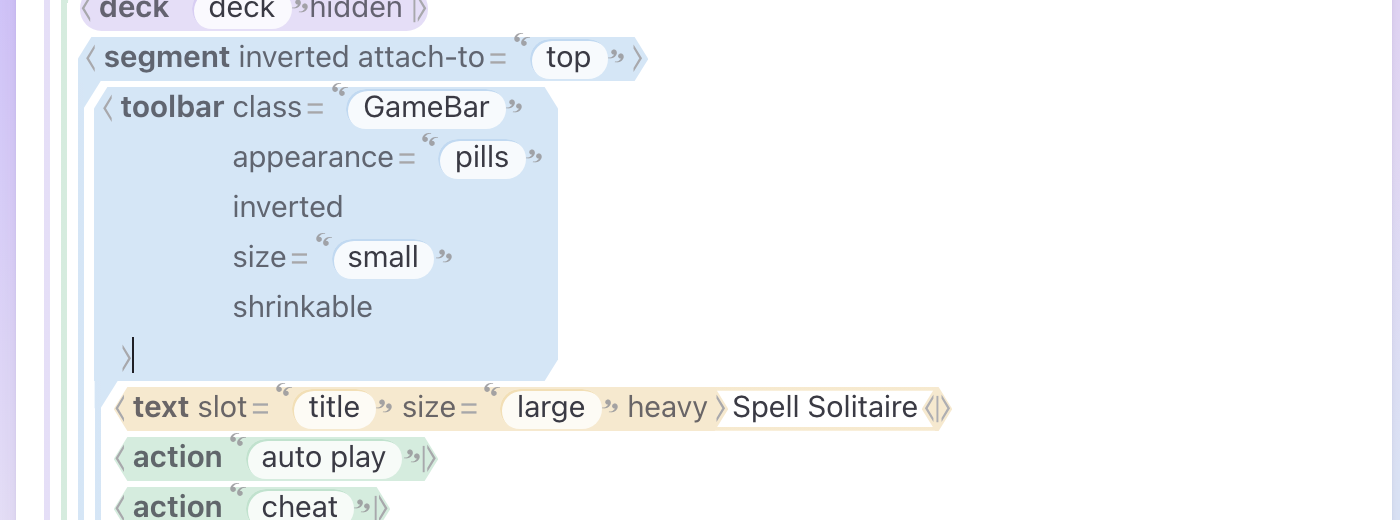 〈 deck deck ”hidden |〉
〈 segment inverted attach-to= “ top ” 〉
〈 toolbar class= “ GameBar ”
appearance= “ pills ”
inverted
size= “ small ”
shrinkable
〉
〈 text slot= “ title ” size= “ large ” heavy 〉 Spell Solitaire 〈|〉
〈 action “ auto play ” |〉
〈 action “ cheat ” |〉